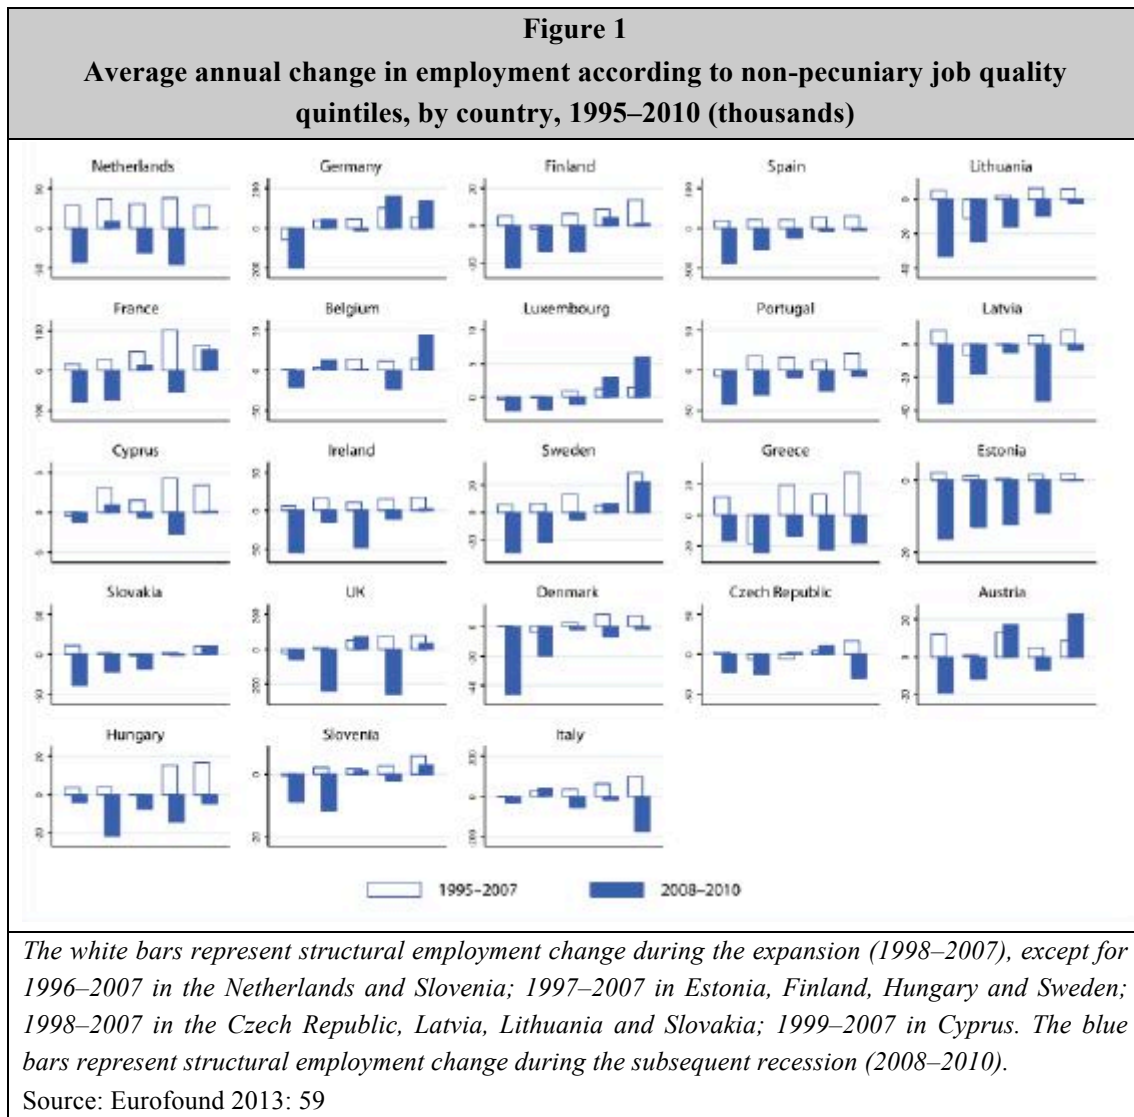 Figure 1
Average annual change in employment according to non-pecuniary job quality
quintiles, by country, 1995–2010 (thousands)
Netherlands Germany Finland Spain Lithuania
France Belgium Luxembourg Portugal Latvia
Cyprus Ireland Sweden Greece Estonia
Slovakia UK Denmark Czech Republic Austria
Hungary Slovenia Italy
1995–2007 2008–2010
The white bars represent structural employment change during the expansion (1998–2007), except for
1996–2007 in the Netherlands and Slovenia; 1997–2007 in Estonia, Finland, Hungary and Sweden;
1998–2007 in the Czech Republic, Latvia, Lithuania and Slovakia; 1999–2007 in Cyprus. The blue
bars represent structural employment change during the subsequent recession (2008–2010).
Source: Eurofound 2013: 59